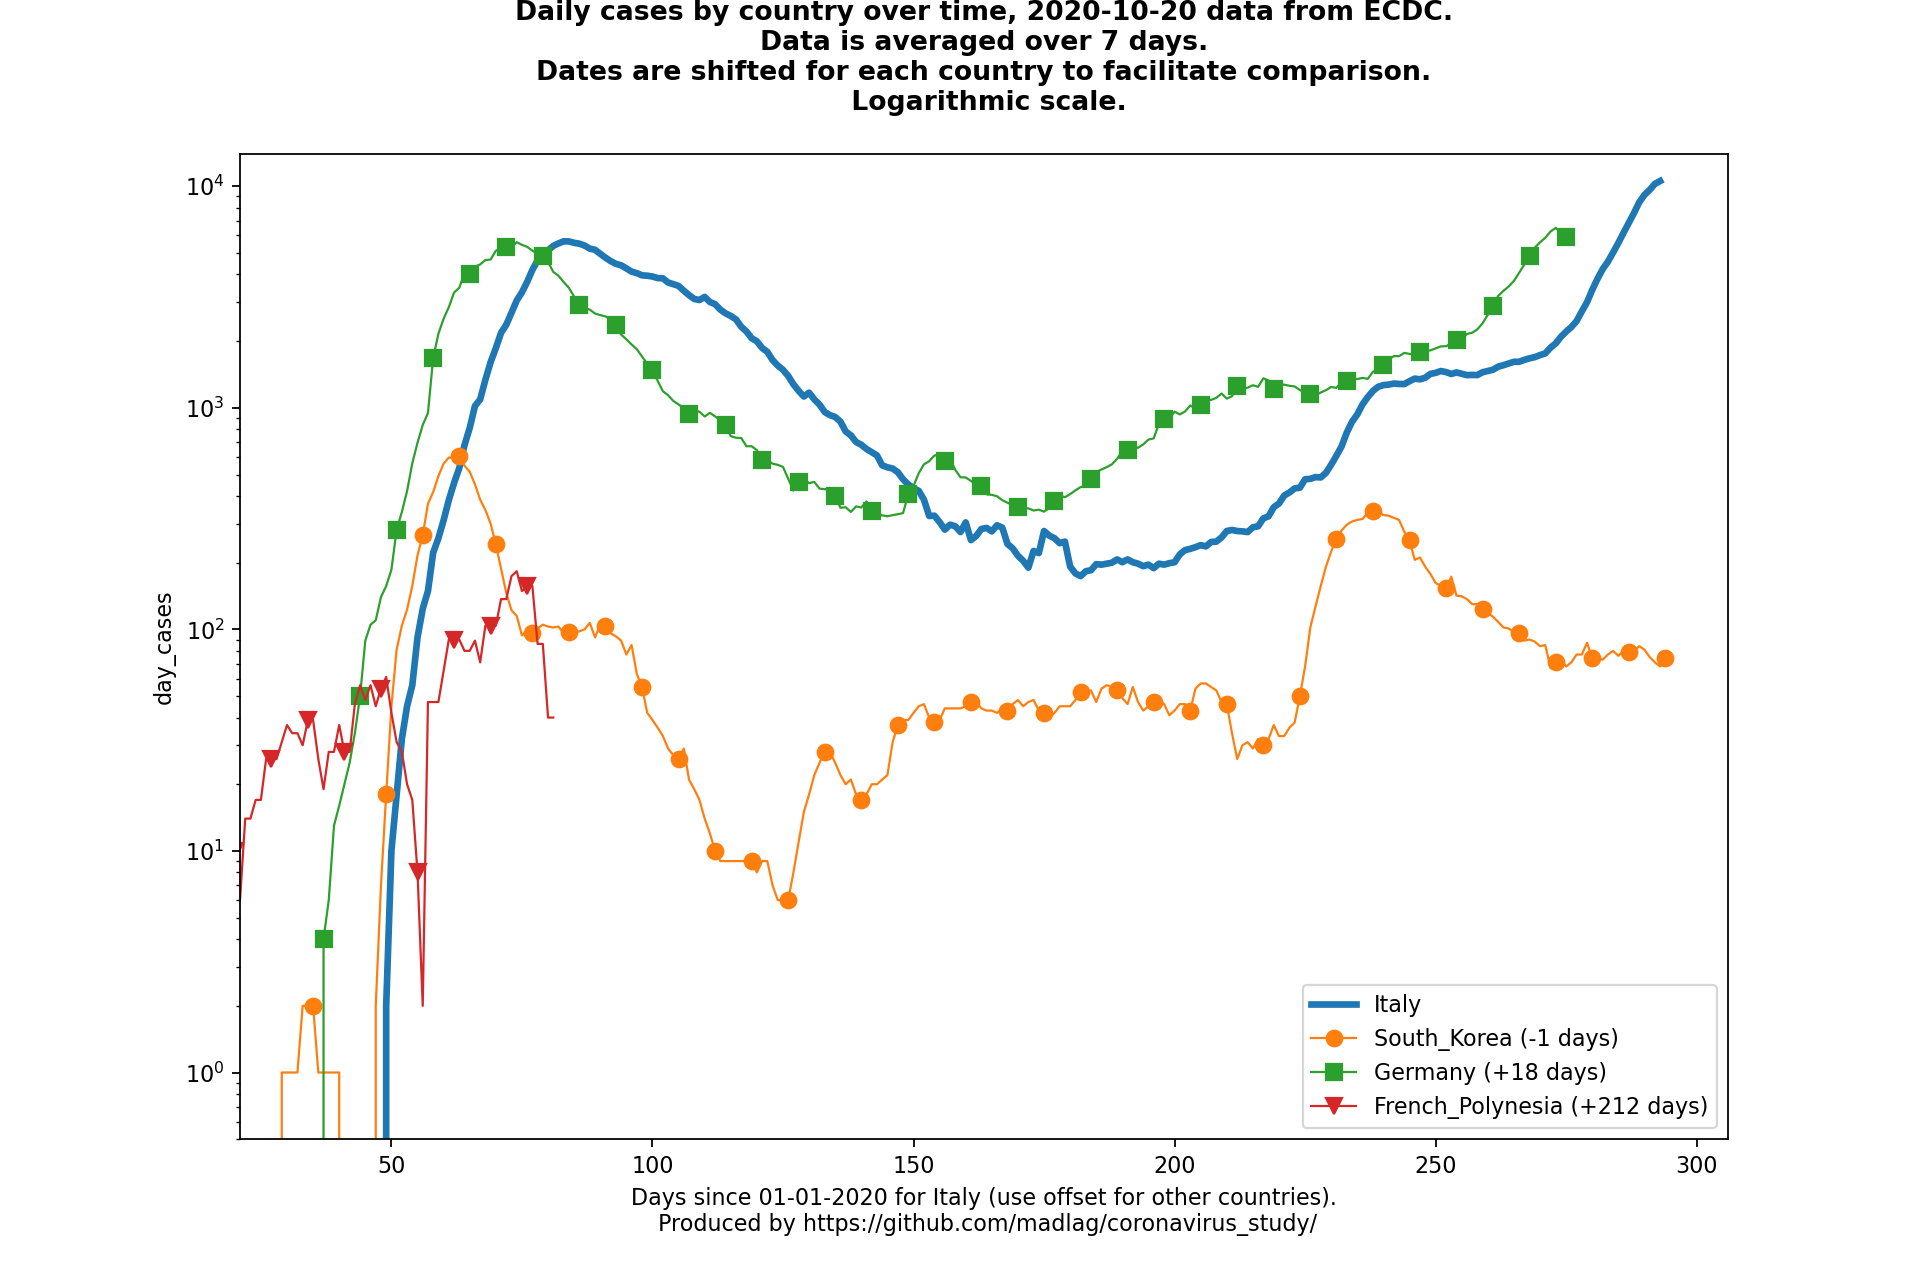 Daily cases by country over time, 2020-10-20 data from ECDC.
Data is averaged over 7 days.
Dates are shifted for each country to facilitate comparison.
Logarithmic scale.
10⁴
10³
10²
10¹
10⁰
day_cases
Italy
South_Korea (-1 days)
Germany (+18 days)
French_Polynesia (+212 days)
50 100 150 200 250 300
Days since 01-01-2020 for Italy (use offset for other countries).
Produced by https://github.com/madlag/coronavirus_study/